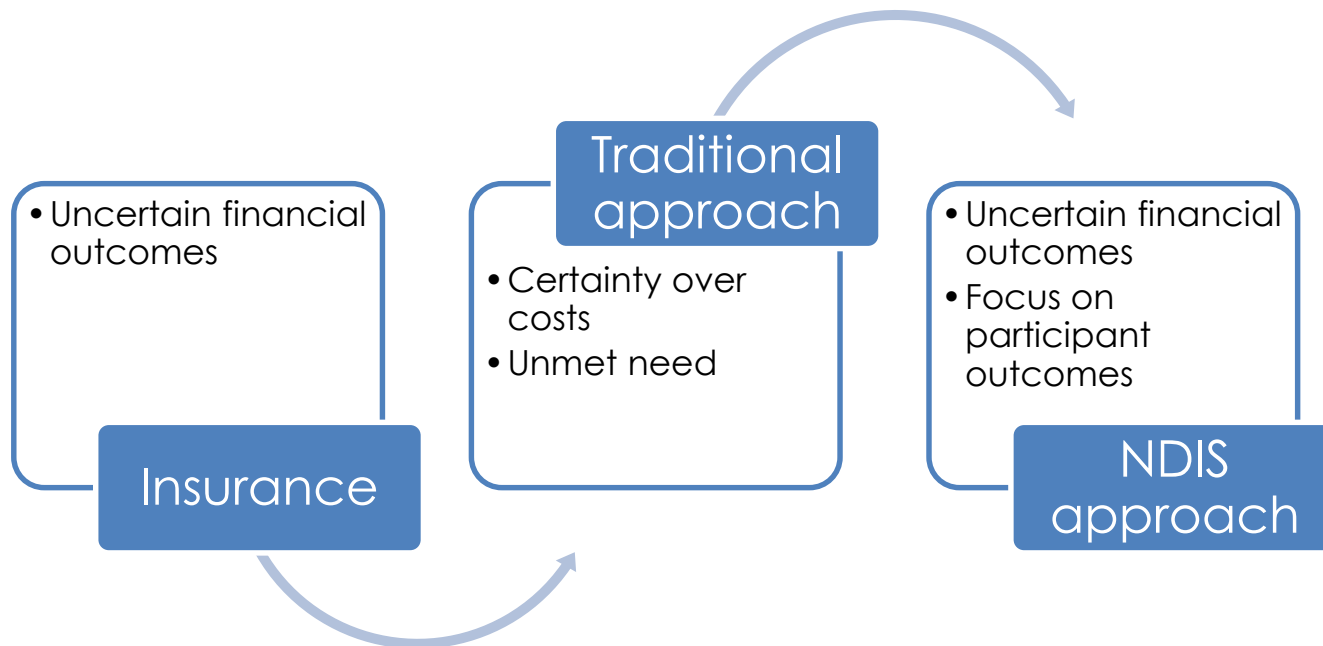 • Uncertain financial
outcomes
Insurance
Traditional
approach
• Certainty over
costs
• Unmet need
• Uncertain financial
outcomes
• Focus on
participant
outcomes
NDIS
approach